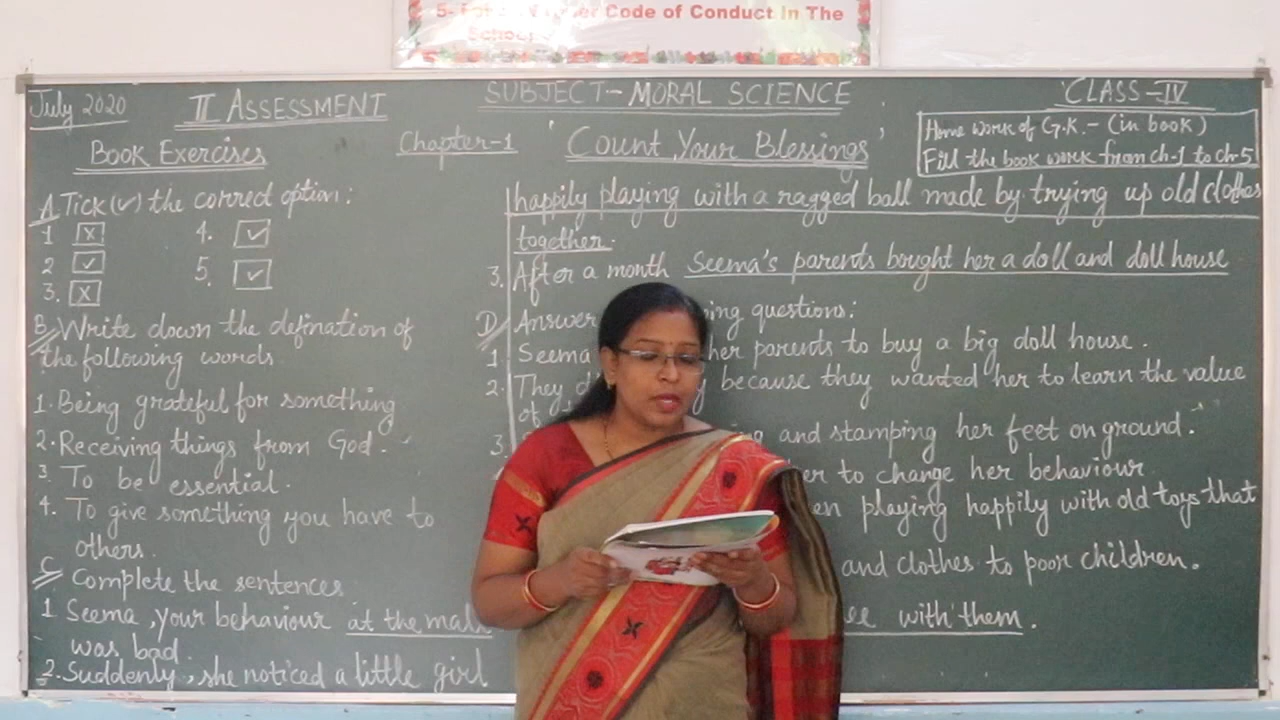 5- Code of Conduct In The
School
July 2020
II ASSESSMENT
SUBJECT- MORAL SCIENCE
CLASS-IV
Home work of G.K. - (in book)
Fill the book work from ch-1 to ch-5
Book Exercises
Chapter-1
'Count Your Blessings'
A Tick (✓) the correct option:
1 ☒ 4. ☑
2 ☑ 5. ☑
3. ☒
B Write down the defination of
the following words.
1. Being grateful for something
2. Receiving things from God.
3. To be essential.
4. To give something you have to
others.
C Complete the sentences
1 Seema, your behaviour at the mall
was bad
2. Suddenly, she noticed a little girl
happily playing with a ragged ball made by trying up old clothes
together.
3. After a month Seema's parents bought her a doll and doll house
D Answer questions:
1. Seema her parents to buy a big doll house.
2. They because they wanted her to learn the value
of
3. and stamping her feet on ground.
to change her behaviour
playing happily with old toys that
and clothes to poor children.
with them.